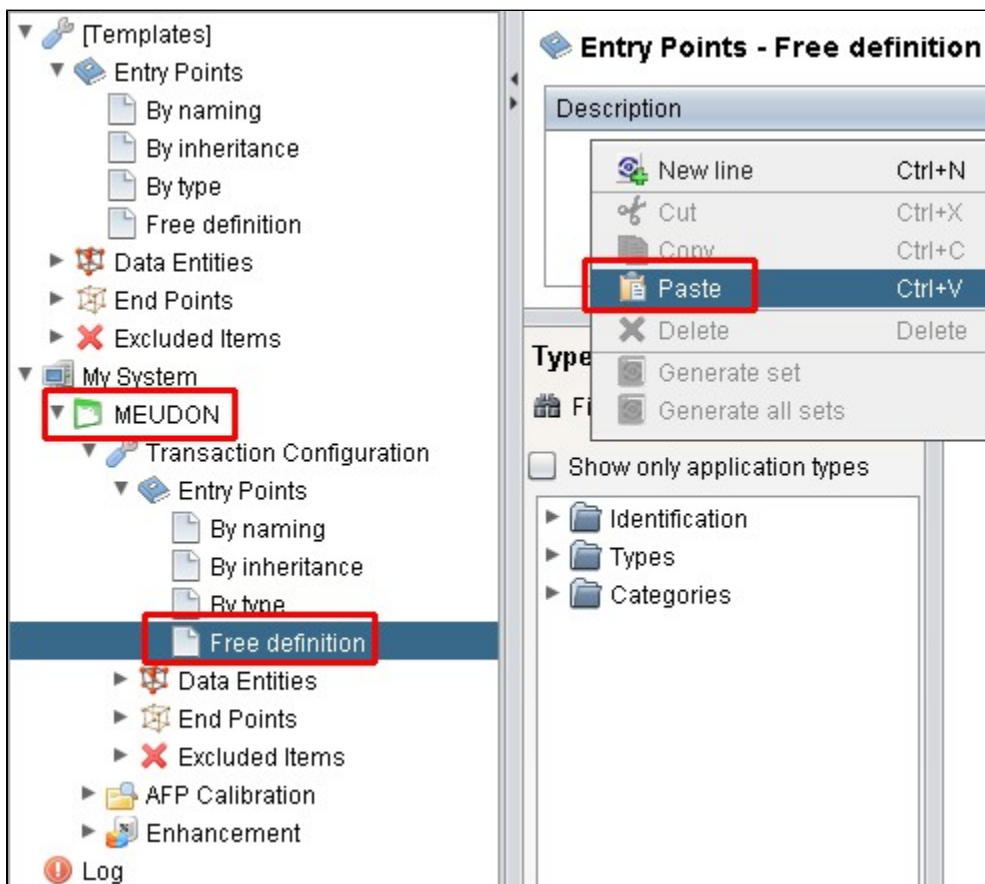 [Templates]
Entry Points
By naming
By inheritance
By type
Free definition
Data Entities
End Points
Excluded Items
My System
MEUDON
Transaction Configuration
Entry Points
By naming
By inheritance
By type
Free definition
Data Entities
End Points
Excluded Items
AFP Calibration
Enhancement
Log
Entry Points - Free definition
Description
New line Ctrl+N
Cut Ctrl+X
Copy Ctrl+C
Paste Ctrl+V
Delete Delete
Generate set
Generate all sets
Type
Fi
Show only application types
Identification
Types
Categories